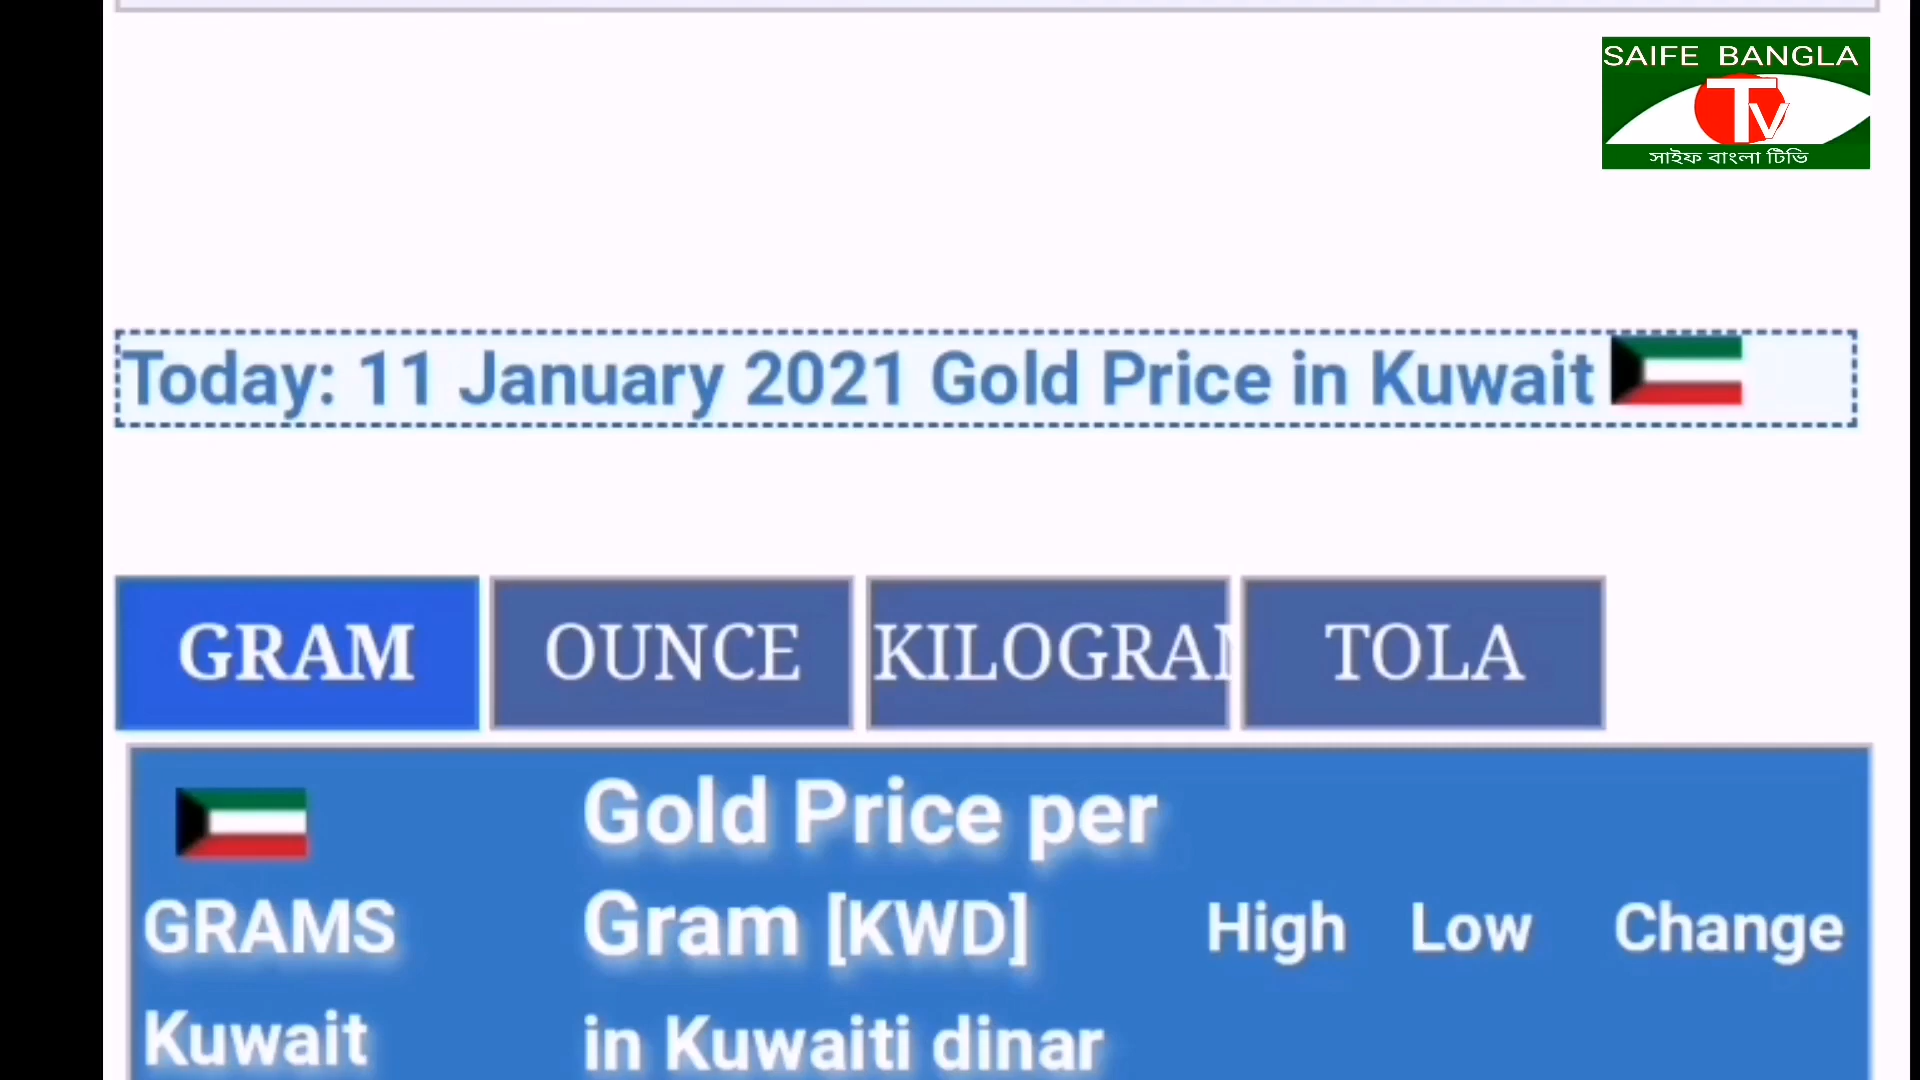 SAIFE BANGLA
Tv
সাইফ বাংলা টিভি
Today: 11 January 2021 Gold Price in Kuwait
GRAM OUNCE KILOGRAM TOLA
Gold Price per
GRAMS Gram [KWD] High Low Change
Kuwait in Kuwaiti dinar